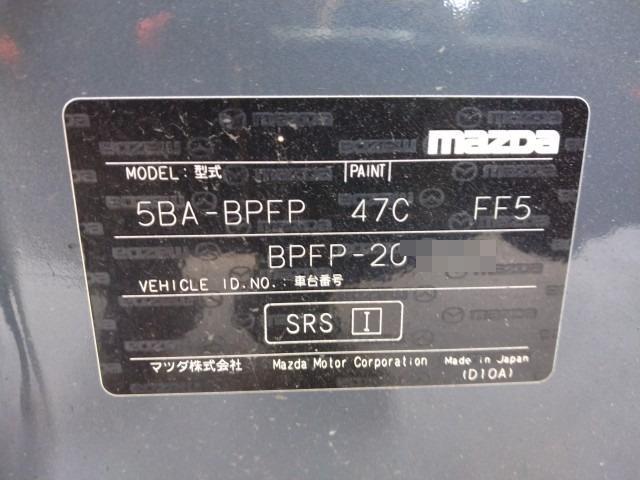 mazda
MODEL: 型式 PAINT
5BA-BPFP 47C FF5
BPFP-20
VEHICLE ID.NO.: 車台番号
SRS I
マツダ株式会社 Mazda Motor Corporation Made in Japan
(D10A)